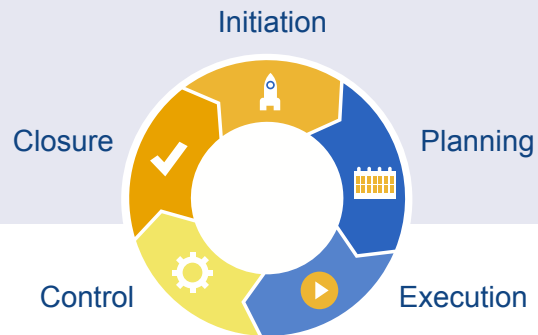 Initiation
Closure
Planning
Control
Execution